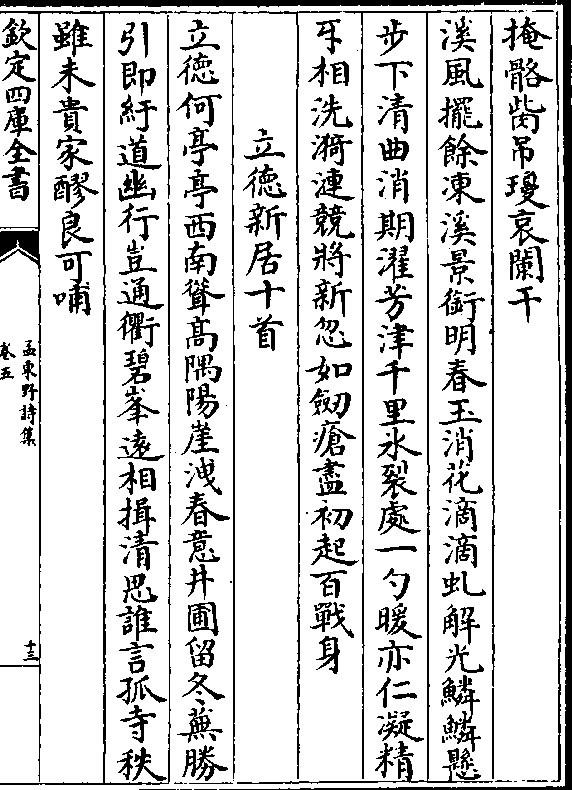 掩骼崗吊瓊哀闌干
溪風擺餘凍溪景銜明春玉消花滴滴虬解光鱗鱗懸
步下清曲消期濯芳津千里氷裂處一勺暖亦仁凝精
牙相洗漪漣競將新忽如劒瘡盡初起百戰身
立德新居十首
立德何亭亭西南聳高隅陽崖洩春意井圃留冬蕪勝
引即紆道幽行豈通衢碧峯逺相揖清思誰言孤寺秩
雖未貴家醪良可哺
欽定四庫全書
孟東野詩集
卷五
十三